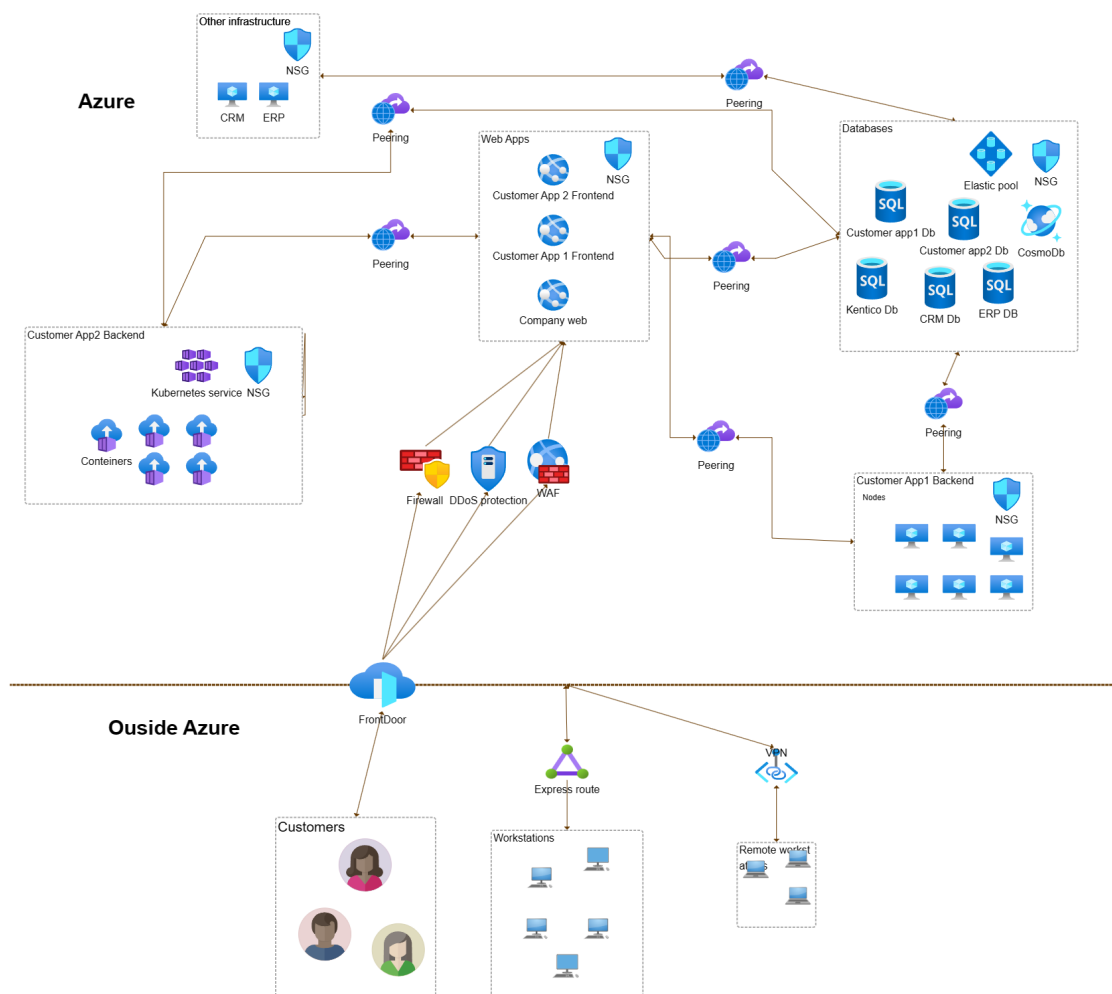 Other infrastructure
NSG
CRM
ERP
Azure
Peering
Peering
Web Apps
NSG
Customer App 2 Frontend
Customer App 1 Frontend
Company web
Peering
Peering
Databases
Elastic pool
NSG
Customer app1 Db
Customer app2 Db
CosmoDb
Kentico Db
CRM Db
ERP DB
Customer App2 Backend
Kubernetes service
NSG
Conteiners
Firewall
DDoS protection
WAF
Peering
Peering
Customer App1 Backend
Nodes
NSG
FrontDoor
Ouside Azure
Express route
VPN
Customers
Workstations
Remote workst